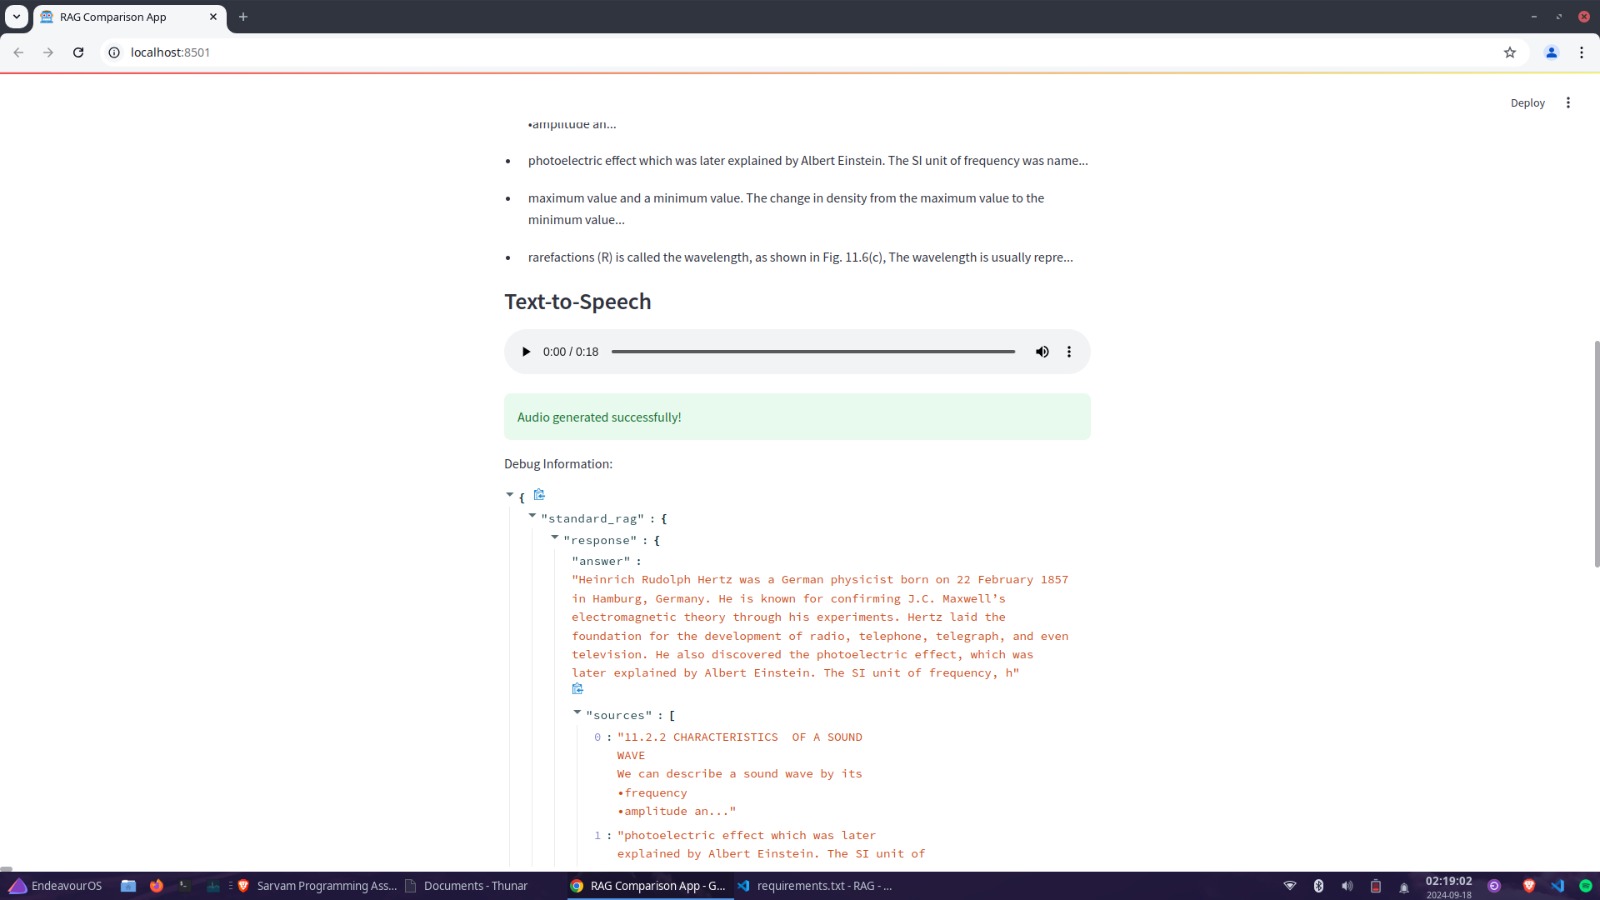 RAG Comparison App
localhost:8501
Deploy
•amplitude an...
• photoelectric effect which was later explained by Albert Einstein. The SI unit of frequency was name...
• maximum value and a minimum value. The change in density from the maximum value to the
minimum value...
• rarefactions (R) is called the wavelength, as shown in Fig. 11.6(c), The wavelength is usually repre...
Text-to-Speech
0:00 / 0:18
Audio generated successfully!
Debug Information:
{
"standard_rag" : {
"response" : {
"answer" :
"Heinrich Rudolph Hertz was a German physicist born on 22 February 1857
in Hamburg, Germany. He is known for confirming J.C. Maxwell's
electromagnetic theory through his experiments. Hertz laid the
foundation for the development of radio, telephone, telegraph, and even
television. He also discovered the photoelectric effect, which was
later explained by Albert Einstein. The SI unit of frequency, h"
"sources" : [
0 : "11.2.2 CHARACTERISTICS  OF A SOUND
WAVE
We can describe a sound wave by its
•frequency
•amplitude an..."
1 : "photoelectric effect which was later
explained by Albert Einstein. The SI unit of
EndeavourOS
Sarvam Programming Ass...
Documents - Thunar
RAG Comparison App - G...
requirements.txt - RAG - ...
02:19:02
2024-09-18